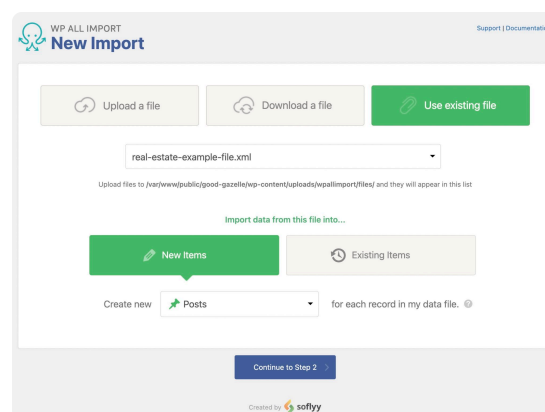 WP ALL IMPORT
New Import
Support | Documentatio
Upload a file
Download a file
Use existing file
real-estate-example-file.xml
Upload files to /var/www/public/good-gazelle/wp-content/uploads/wpallimport/files/ and they will appear in this list
Import data from this file into...
New Items
Existing Items
Create new Posts for each record in my data file. ?
Continue to Step 2
Created by soflyy